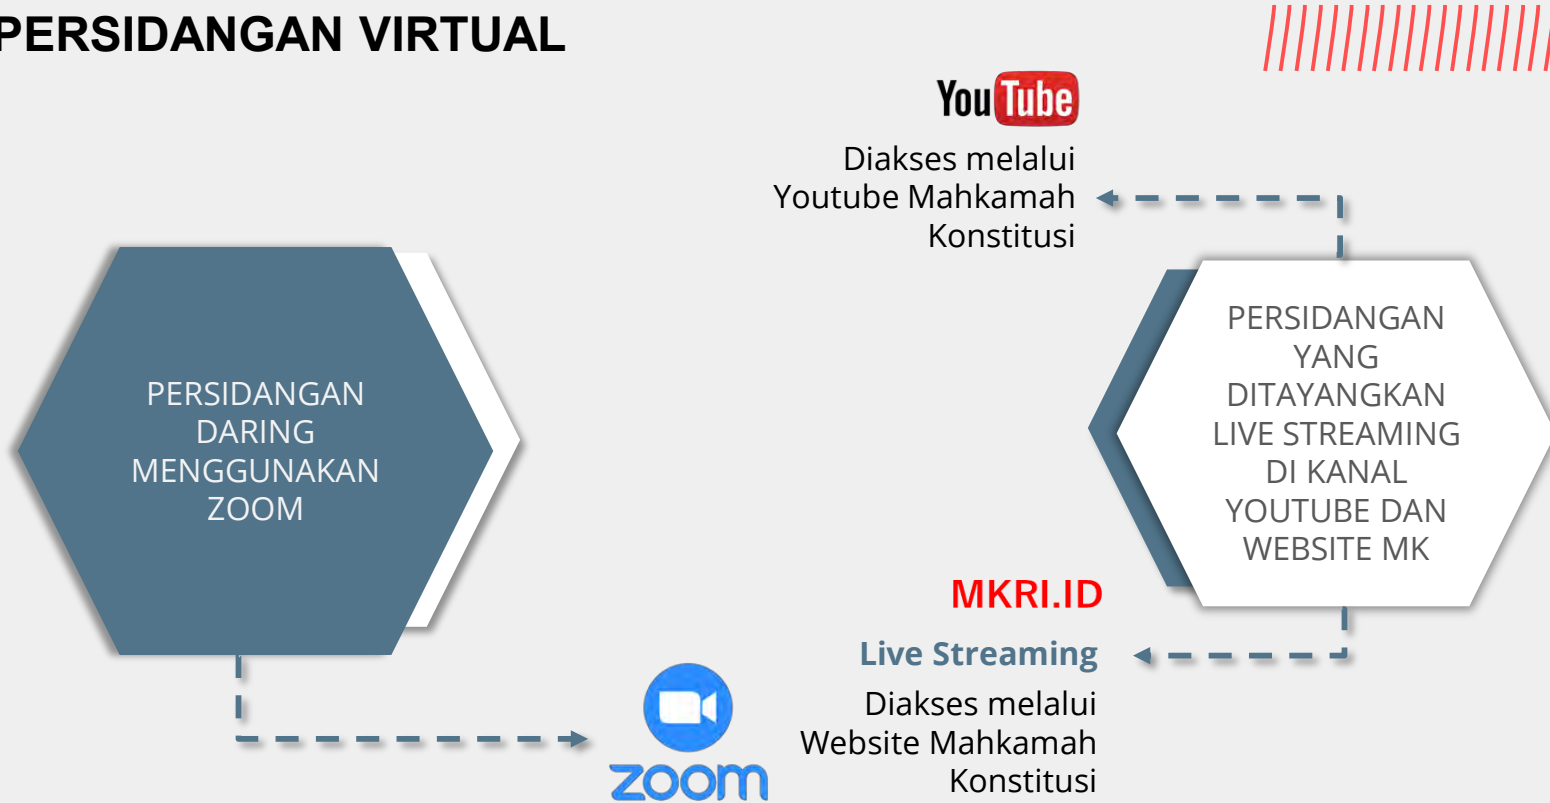 PERSIDANGAN VIRTUAL
YouTube
Diakses melalui
Youtube Mahkamah
Konstitusi
PERSIDANGAN
DARING
MENGGUNAKAN
ZOOM
PERSIDANGAN
YANG
DITAYANGKAN
LIVE STREAMING
DI KANAL
YOUTUBE DAN
WEBSITE MK
MKRI.ID
Live Streaming
Diakses melalui
Website Mahkamah
Konstitusi
zoom